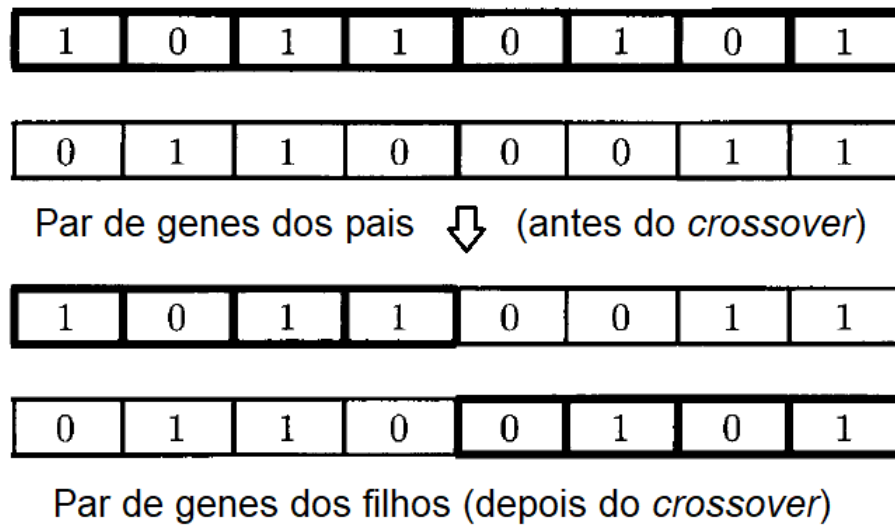 1 0 1 1 0 1 0 1
0 1 1 0 0 0 1 1
Par de genes dos pais (antes do crossover)
1 0 1 1 0 0 1 1
0 1 1 0 0 1 0 1
Par de genes dos filhos (depois do crossover)